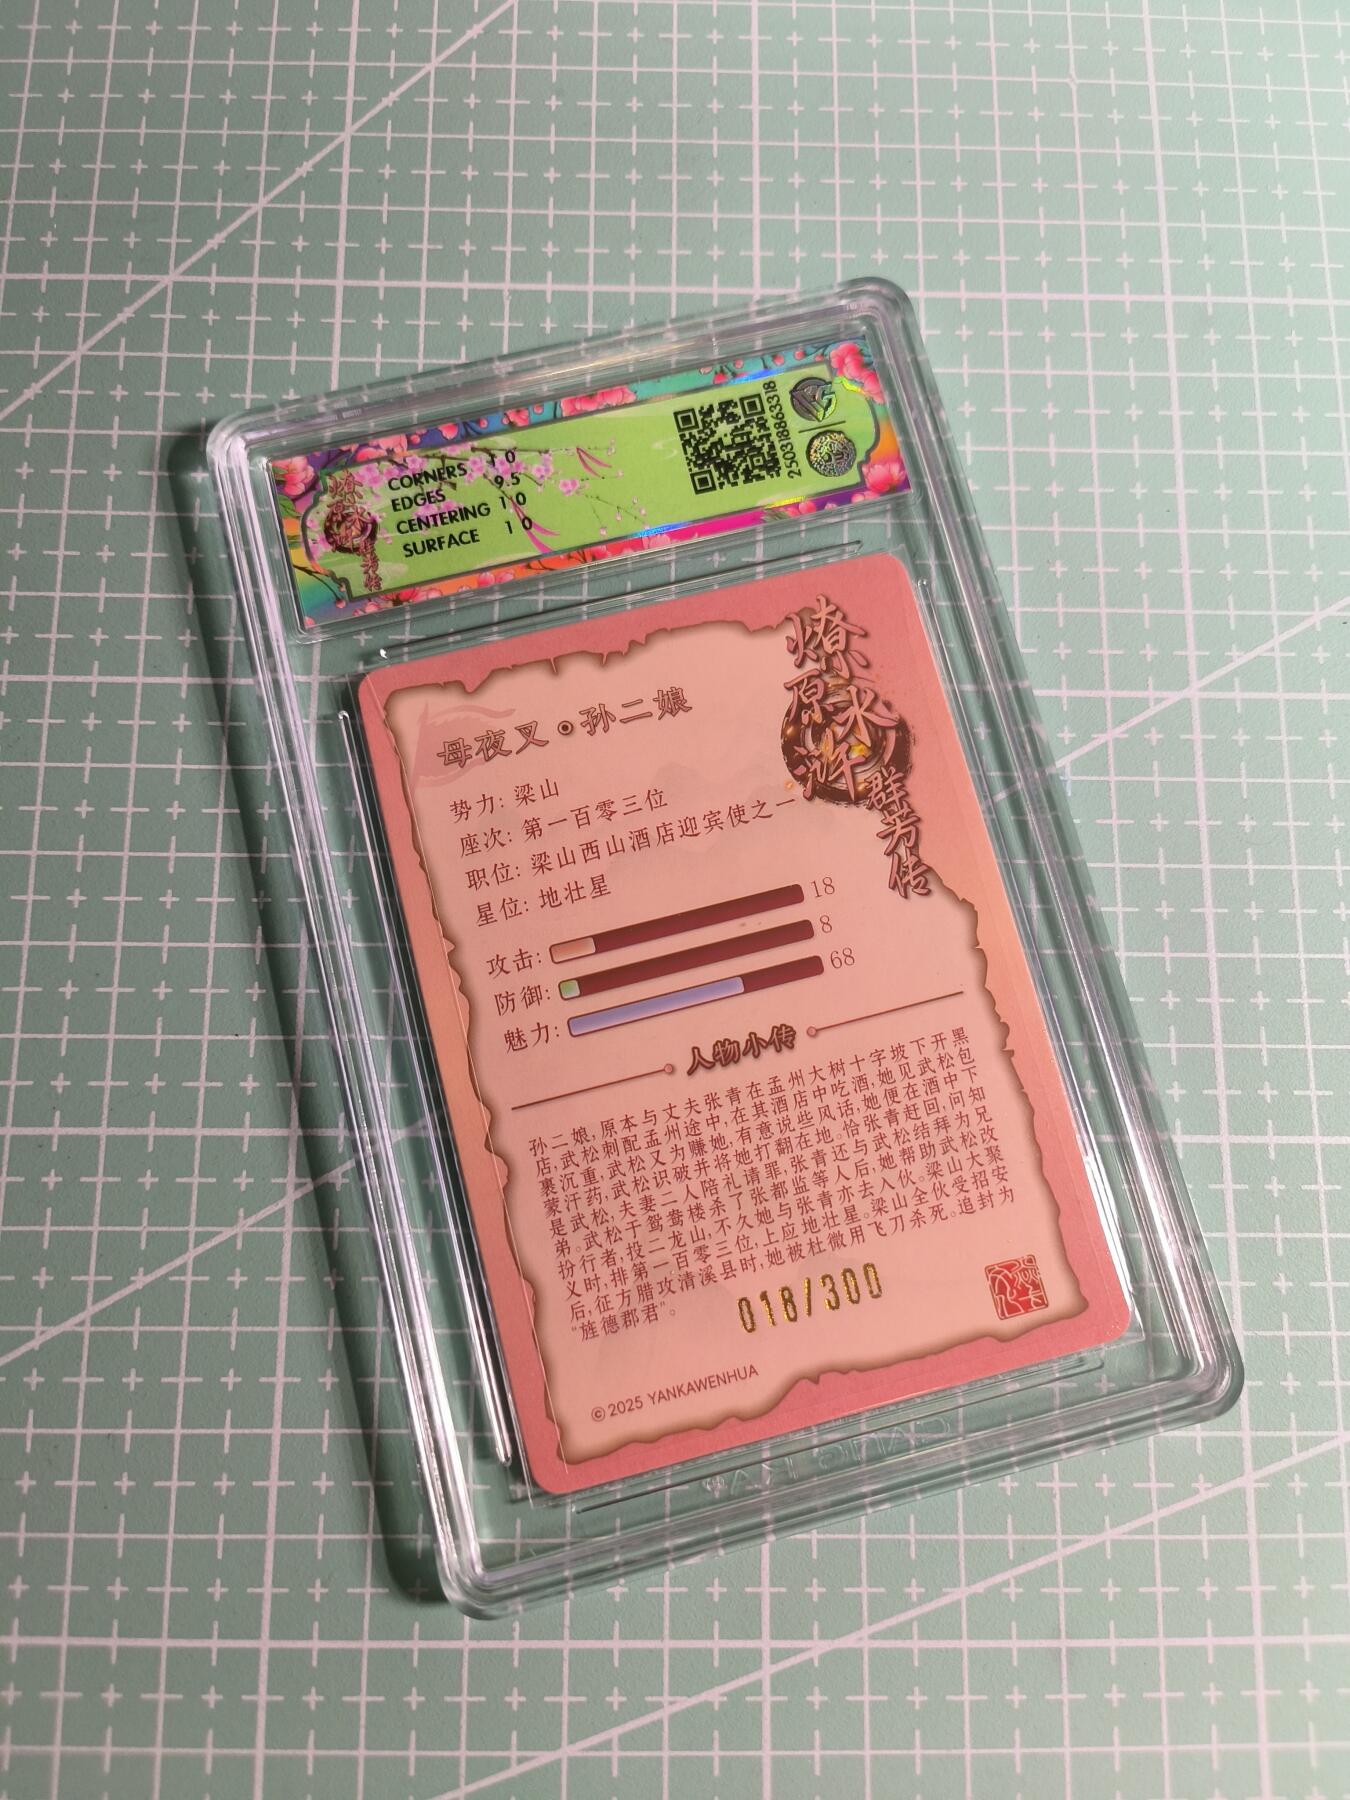 CORNERS 10
EDGES 9.5
CENTERING 10
SURFACE 10
2503186863318
燎原水浒
群芳传
母夜叉·孙二娘
势力: 梁山
座次: 第一百零三位
职位: 梁山西山酒店迎宾使之一
星位: 地壮星
攻击: 18
防御: 8
魅力: 68
人物小传
孙二娘,原本与丈夫张青在孟州大树十字坡下开黑
店,武松刺配孟州途中,在其酒店中吃酒,她见武松包
裹沉重,武松又为赚她,有意说些风话,她便在酒中下
蒙汗药,武松识破并将她打翻在地。恰张青赶回,问知
是武松,夫妻二人陪礼请罪,张青还与武松结拜为兄
弟。武松于鸳鸯楼杀了张都监等人后,她帮助武松改
扮行者,投二龙山,不久她与张青亦去入伙。梁山大聚
义时,排第一百零三位,上应地壮星。梁山全伙受招安
后,征方腊攻清溪县时,她被杜微用飞刀杀死。追封为
“旌德郡君”。
018/300
© 2025 YANKAWENHUA